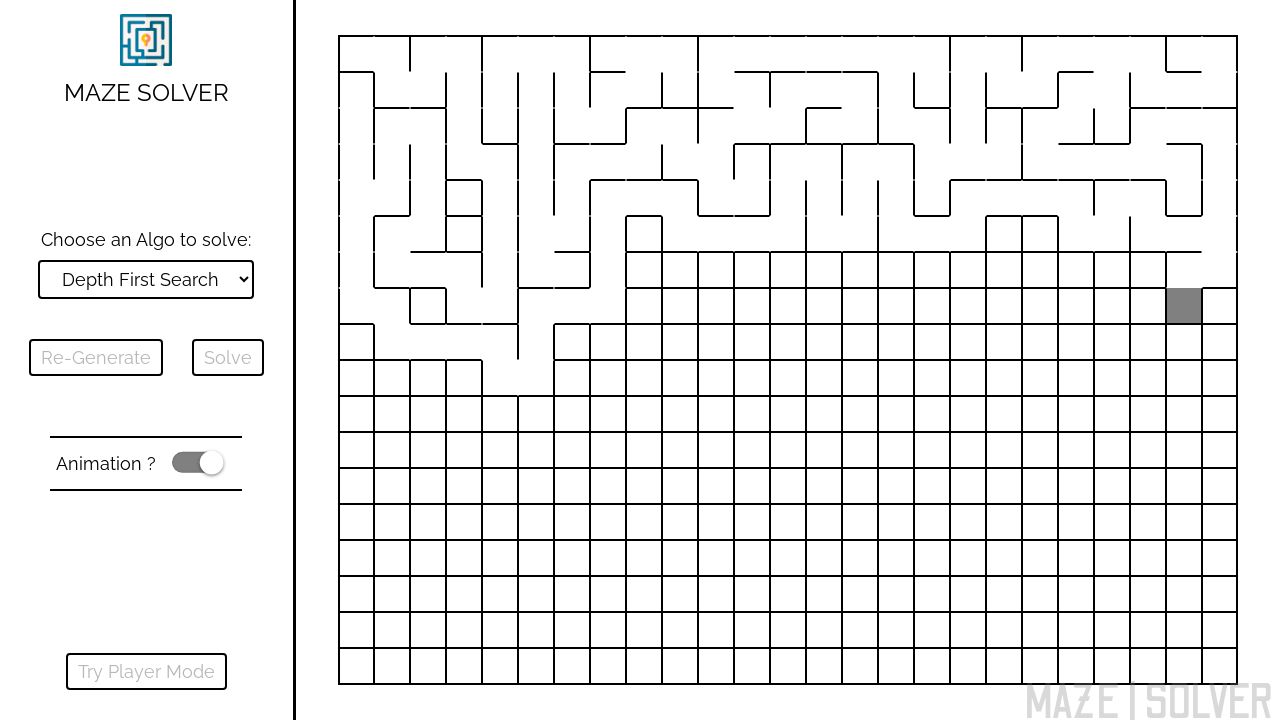 MAZE SOLVER
Choose an Algo to solve:
Depth First Search
Re-Generate
Solve
Animation ?
Try Player Mode
MAZE | SOLVER